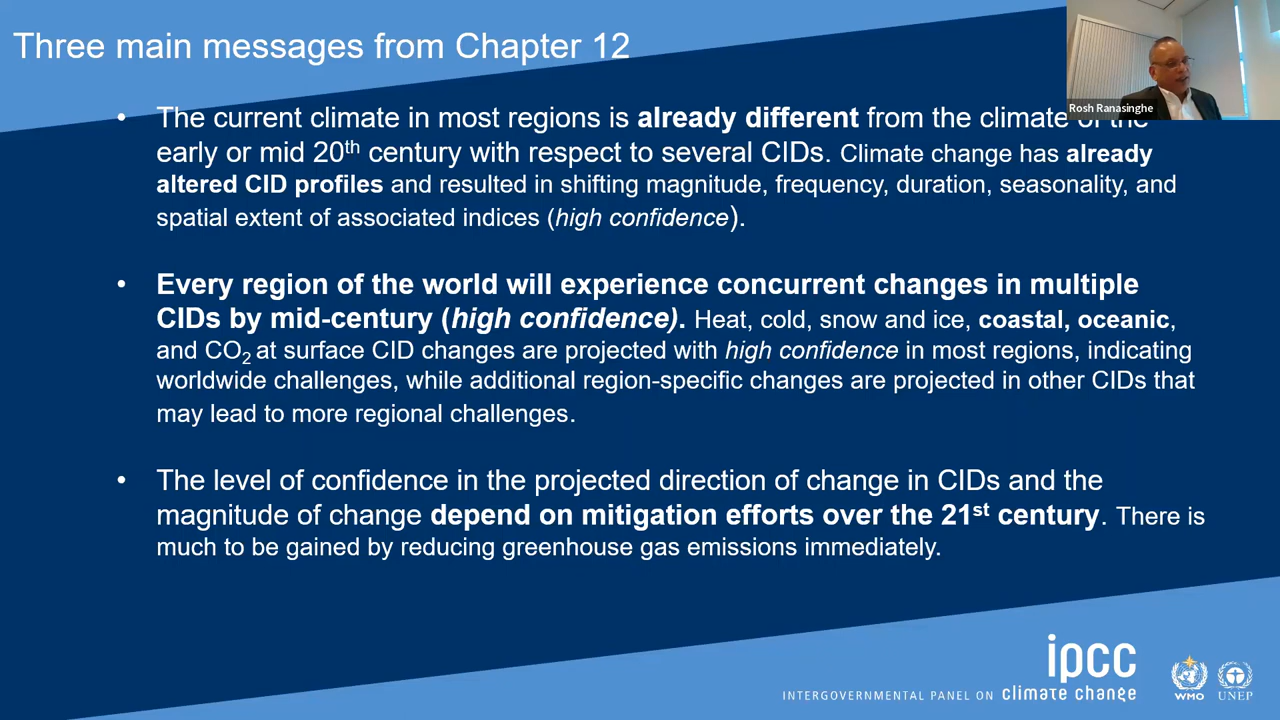 Three main messages from Chapter 12
Rosh Ranasinghe
• The current climate in most regions is already different from the climate of the
early or mid 20th century with respect to several CIDs. Climate change has already
altered CID profiles and resulted in shifting magnitude, frequency, duration, seasonality, and
spatial extent of associated indices (high confidence).
• Every region of the world will experience concurrent changes in multiple
CIDs by mid-century (high confidence). Heat, cold, snow and ice, coastal, oceanic,
and CO2 at surface CID changes are projected with high confidence in most regions, indicating
worldwide challenges, while additional region-specific changes are projected in other CIDs that
may lead to more regional challenges.
• The level of confidence in the projected direction of change in CIDs and the
magnitude of change depend on mitigation efforts over the 21st century. There is
much to be gained by reducing greenhouse gas emissions immediately.
ipcc
INTERGOVERNMENTAL PANEL ON climate change
WMO
UNEP